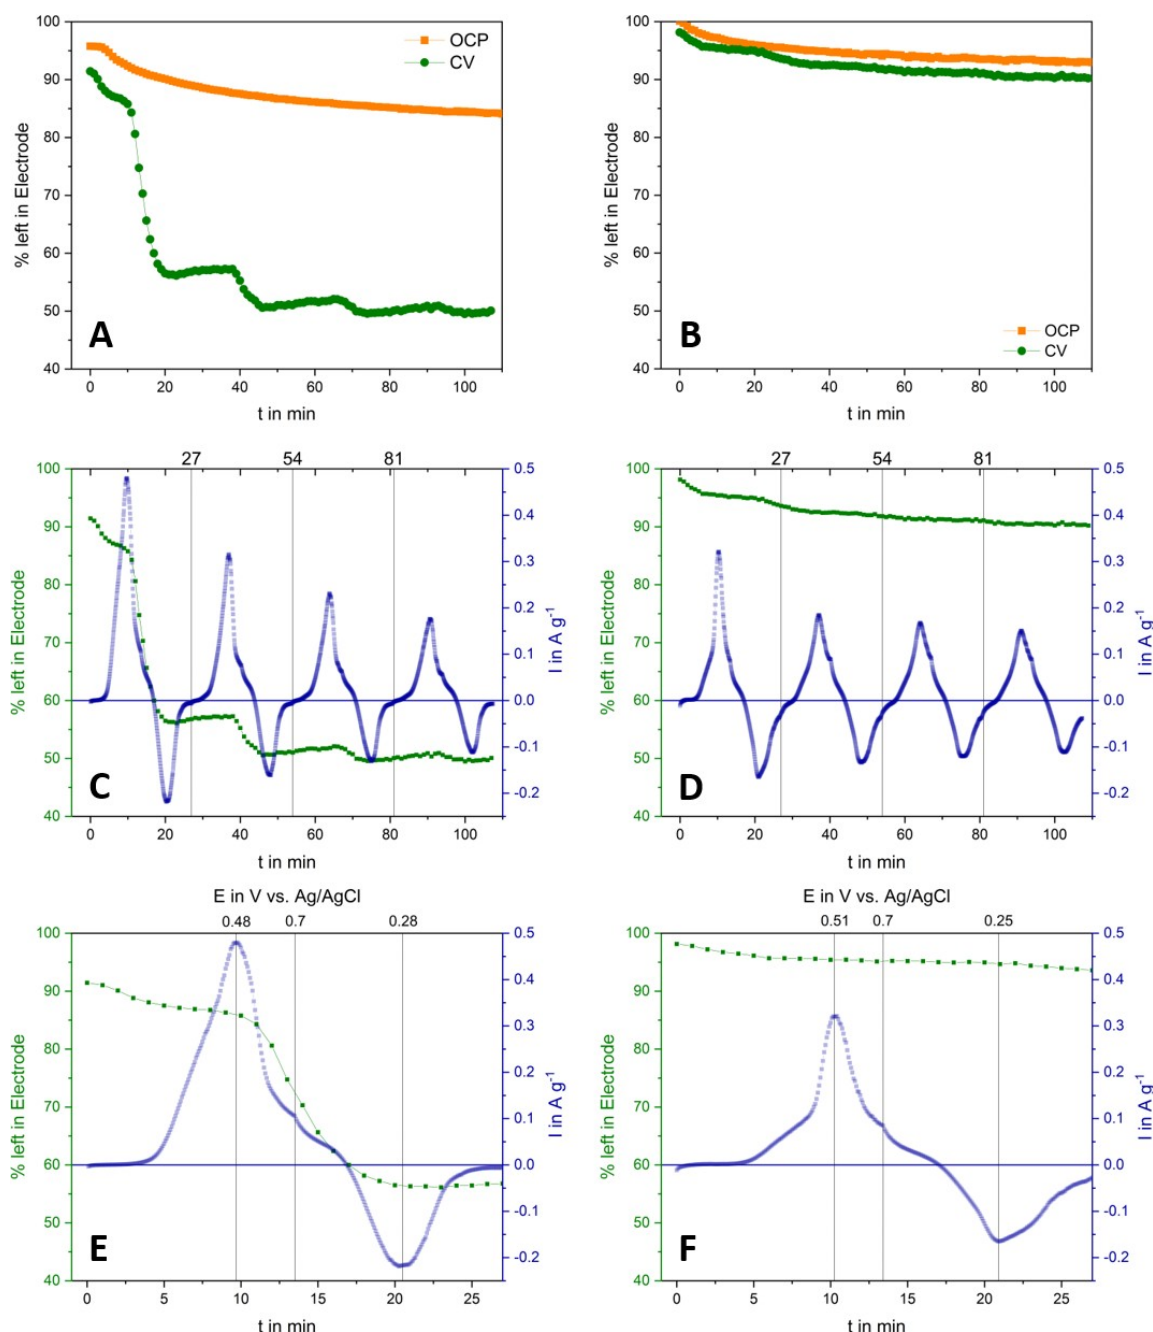 100
90
80
70
60
50
40
% left in Electrode
OCP
CV
A
0 20 40 60 80 100
t in min
100
90
80
70
60
50
40
% left in Electrode
B
OCP
CV
0 20 40 60 80 100
t in min
27 54 81
100
90
80
70
60
50
40
% left in Electrode
0.5
0.4
0.3
0.2
0.1
0.0
-0.1
-0.2
I in A g⁻¹
C
0 20 40 60 80 100
t in min
27 54 81
100
90
80
70
60
50
40
% left in Electrode
0.5
0.4
0.3
0.2
0.1
0.0
-0.1
-0.2
I in A g⁻¹
D
0 20 40 60 80 100
t in min
E in V vs. Ag/AgCl
0.48 0.7 0.28
100
90
80
70
60
50
40
% left in Electrode
0.5
0.4
0.3
0.2
0.1
0.0
-0.1
-0.2
I in A g⁻¹
E
0 5 10 15 20 25
t in min
E in V vs. Ag/AgCl
0.51 0.7 0.25
100
90
80
70
60
50
40
% left in Electrode
0.5
0.4
0.3
0.2
0.1
0.0
-0.1
-0.2
I in A g⁻¹
F
0 5 10 15 20 25
t in min